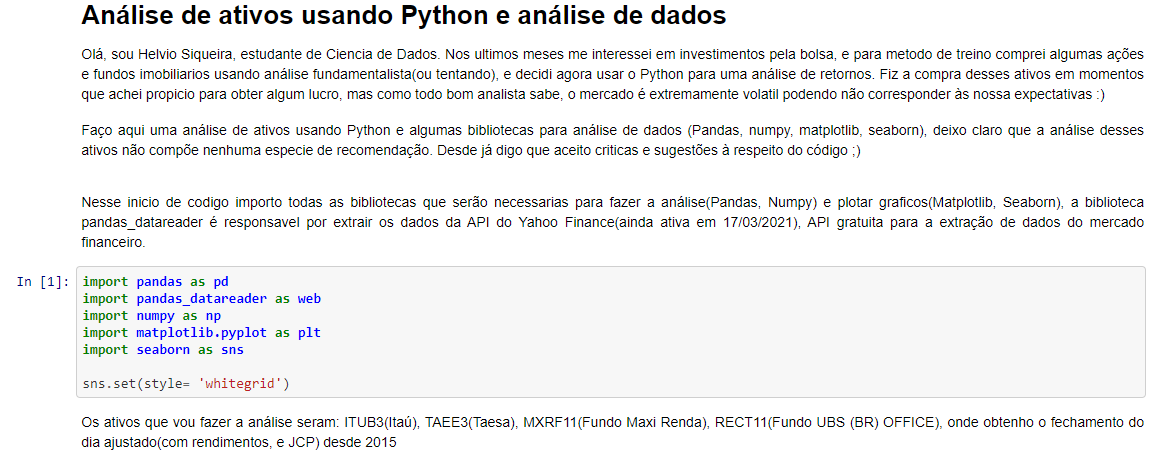 Análise de ativos usando Python e análise de dados
Olá, sou Helvio Siqueira, estudante de Ciencia de Dados. Nos ultimos meses me interessei em investimentos pela bolsa, e para metodo de treino comprei algumas ações
e fundos imobiliarios usando análise fundamentalista(ou tentando), e decidi agora usar o Python para uma análise de retornos. Fiz a compra desses ativos em momentos
que achei propicio para obter algum lucro, mas como todo bom analista sabe, o mercado é extremamente volatil podendo não corresponder às nossa expectativas :)
Faço aqui uma análise de ativos usando Python e algumas bibliotecas para análise de dados (Pandas, numpy, matplotlib, seaborn), deixo claro que a análise desses
ativos não compõe nenhuma especie de recomendação. Desde já digo que aceito criticas e sugestões à respeito do código ;)
Nesse inicio de codigo importo todas as bibliotecas que serão necessarias para fazer a análise(Pandas, Numpy) e plotar graficos(Matplotlib, Seaborn), a biblioteca
pandas_datareader é responsavel por extrair os dados da API do Yahoo Finance(ainda ativa em 17/03/2021), API gratuita para a extração de dados do mercado
financeiro.
In [1]: import pandas as pd
import pandas_datareader as web
import numpy as np
import matplotlib.pyplot as plt
import seaborn as sns
sns.set(style= 'whitegrid')
Os ativos que vou fazer a análise seram: ITUB3(Itaú), TAEE3(Taesa), MXRF11(Fundo Maxi Renda), RECT11(Fundo UBS (BR) OFFICE), onde obtenho o fechamento do
dia ajustado(com rendimentos, e JCP) desde 2015